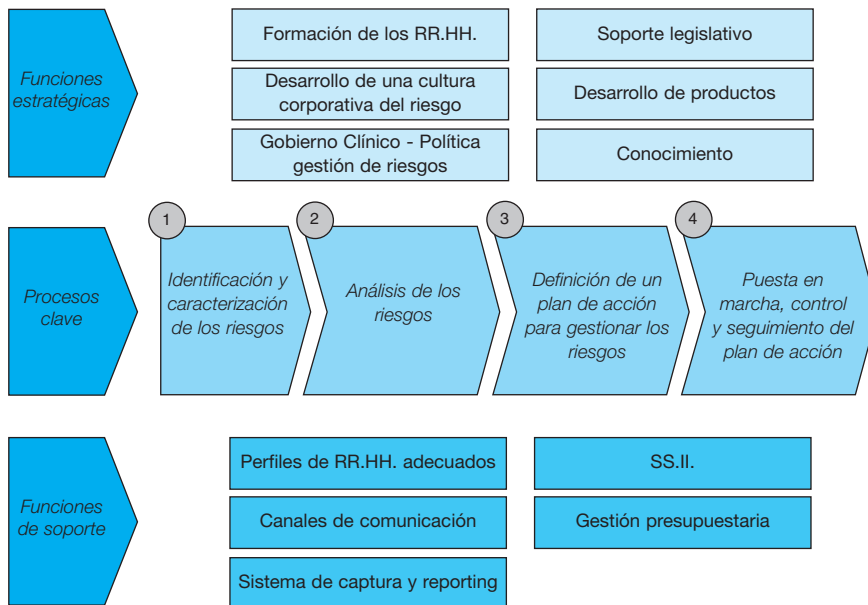 Funciones
estratégicas
Formación de los RR.HH.
Soporte legislativo
Desarrollo de una cultura
corporativa del riesgo
Desarrollo de productos
Gobierno Clínico - Política
gestión de riesgos
Conocimiento
Procesos
clave
1
Identificación y
caracterización
de los riesgos
2
Análisis de los
riesgos
3
Definición de un
plan de acción
para gestionar los
riesgos
4
Puesta en
marcha, control
y seguimiento del
plan de acción
Funciones
de soporte
Perfiles de RR.HH. adecuados
SS.II.
Canales de comunicación
Gestión presupuestaria
Sistema de captura y reporting